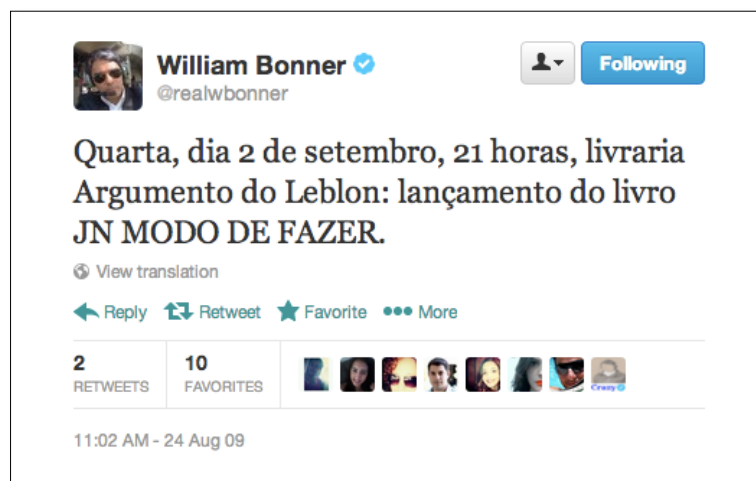 William Bonner
@realwbonner
Following
Quarta, dia 2 de setembro, 21 horas, livraria
Argumento do Leblon: lançamento do livro
JN MODO DE FAZER.
View translation
Reply Retweet Favorite More
2 10
RETWEETS FAVORITES
Crazy
11:02 AM - 24 Aug 09